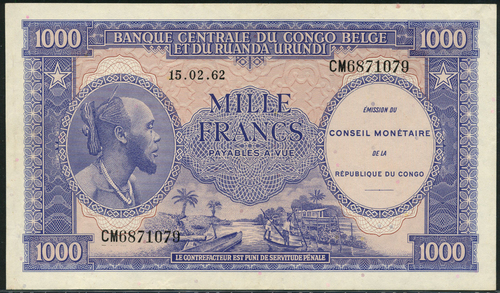 1000 BANQUE CENTRALE DU CONGO BELGE 1000
ET DU RUANDA URUNDI
15.02.62 CM6871079
MILLE
FRANCS
PAYABLES A VUE
ÉMISSION DU
CONSEIL MONÉTAIRE
DE LA
RÉPUBLIQUE DU CONGO
CM6871079
1000 1000
LE CONTREFACTEUR EST PUNI DE SERVITUDE PÉNALE